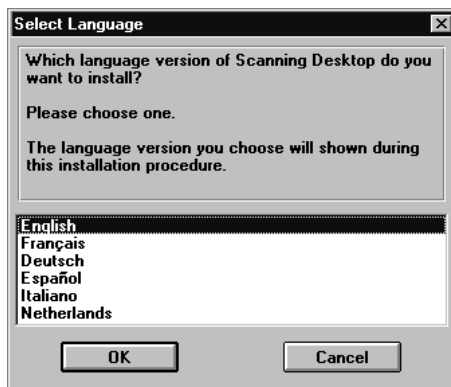 Select Language
Which language version of Scanning Desktop do you
want to install?
Please choose one.
The language version you choose will shown during
this installation procedure.
English
Français
Deutsch
Español
Italiano
Netherlands
OK
Cancel